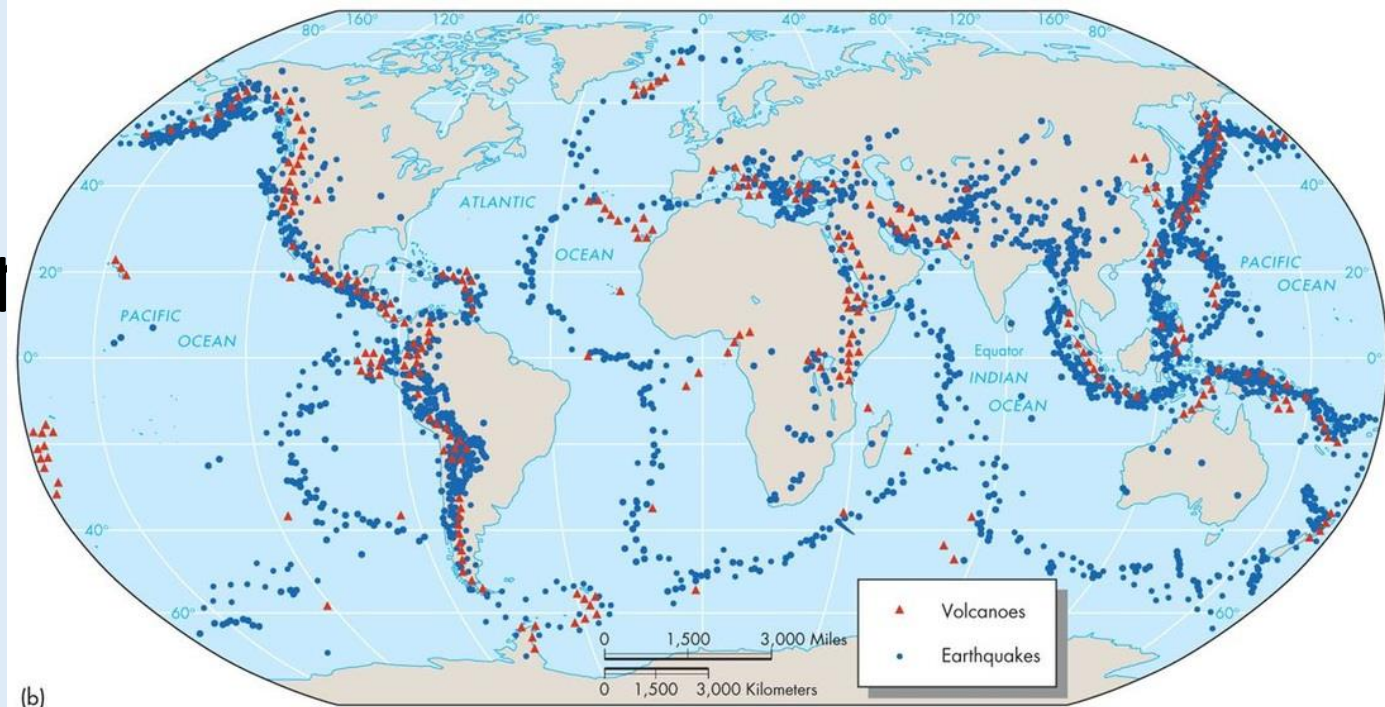 160° 120° 40° 0° 40° 120° 160°
80° 80°
40° 40°
ATLANTIC
OCEAN
20° 20°
PACIFIC
OCEAN
PACIFIC
OCEAN
0° 0°
Equator
INDIAN
OCEAN
40° 40°
60° 60°
Volcanoes
Earthquakes
0 1,500 3,000 Miles
0 1,500 3,000 Kilometers
(b)